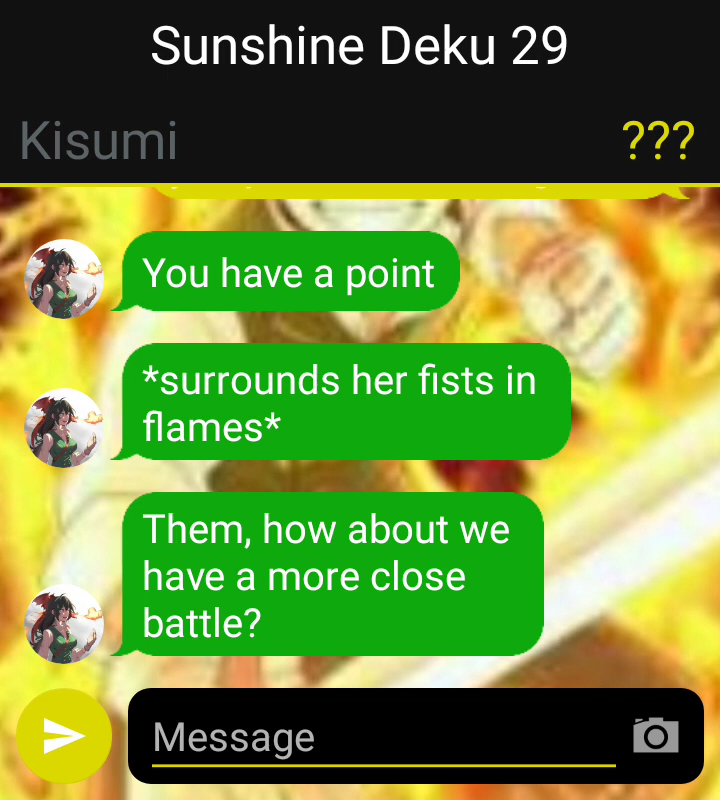 Sunshine Deku 29
Kisumi
???
You have a point
*surrounds her fists in
flames*
Them, how about we
have a more close
battle?
Message